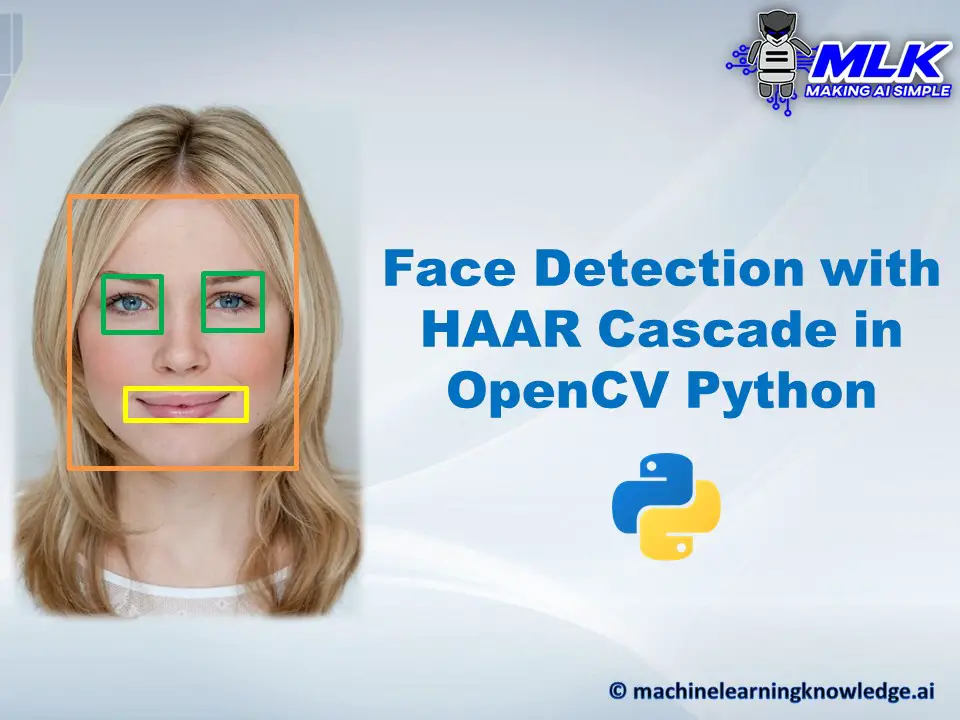 MLK
MAKING AI SIMPLE
Face Detection with
HAAR Cascade in
OpenCV Python
© machinelearningknowledge.ai